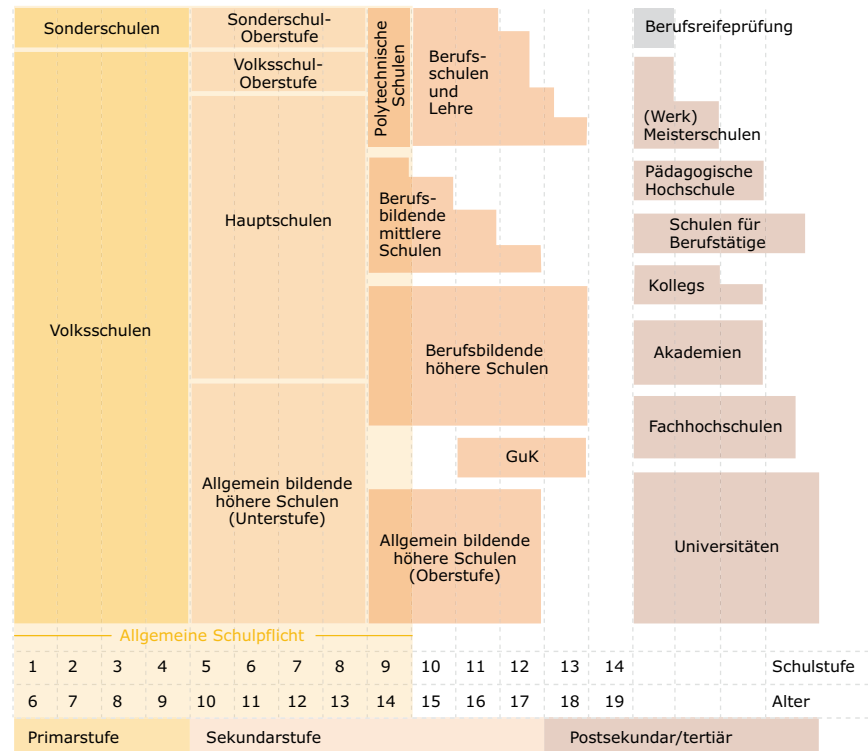 Sonderschulen
Sonderschul-
Oberstufe
Polytechnische
Schulen
Berufs-
schulen
und
Lehre
Berufsreifeprüfung
Volksschul-
Oberstufe
(Werk)
Meisterschulen
Pädagogische
Hochschule
Hauptschulen
Berufs-
bildende
mittlere
Schulen
Schulen für
Berufstätige
Kollegs
Volksschulen
Berufsbildende
höhere Schulen
Akademien
Fachhochschulen
GuK
Allgemein bildende
höhere Schulen
(Unterstufe)
Allgemein bildende
höhere Schulen
(Oberstufe)
Universitäten
Allgemeine Schulpflicht
1 2 3 4 5 6 7 8 9 10 11 12 13 14 Schulstufe
6 7 8 9 10 11 12 13 14 15 16 17 18 19 Alter
Primarstufe Sekundarstufe Postsekundar/tertiär